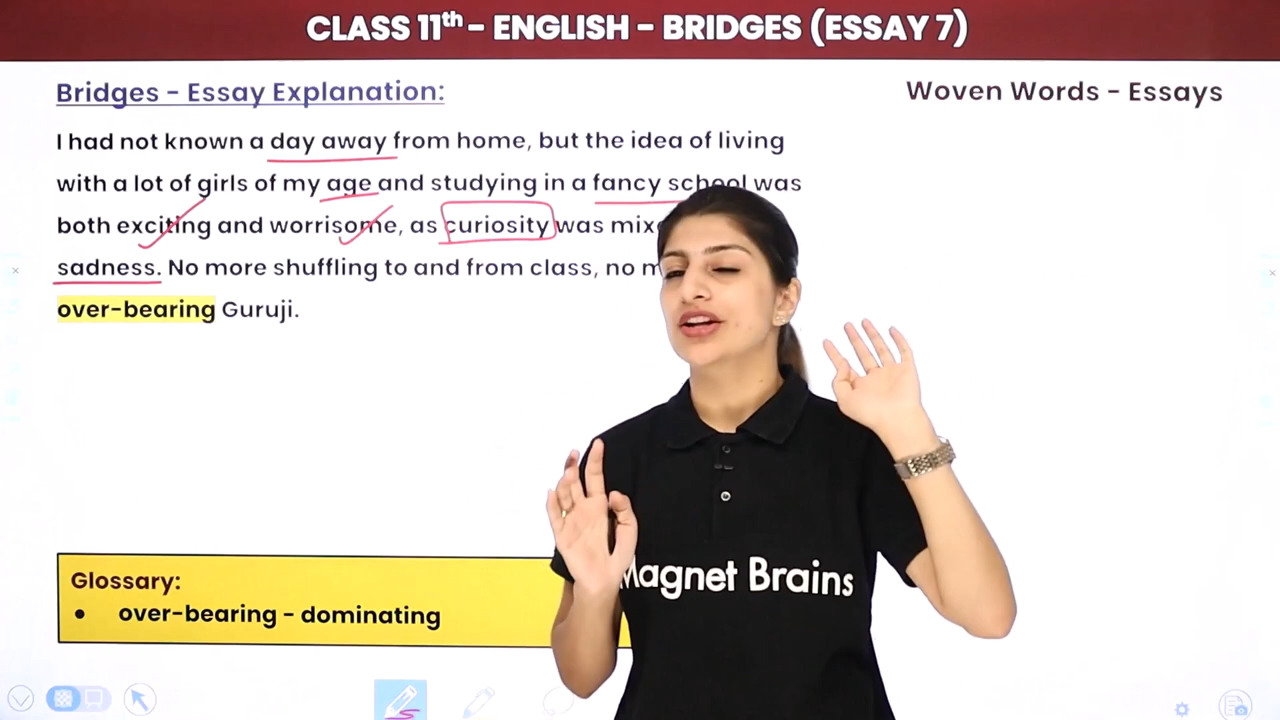 CLASS 11th - ENGLISH - BRIDGES (ESSAY 7)
Bridges - Essay Explanation:
Woven Words - Essays
I had not known a day away from home, but the idea of living
with a lot of girls of my age and studying in a fancy school was
both exciting and worrisome, as curiosity was
sadness. No more shuffling to and from class, no
over-bearing Guruji.
Glossary:
• over-bearing - dominating
Magnet Brains